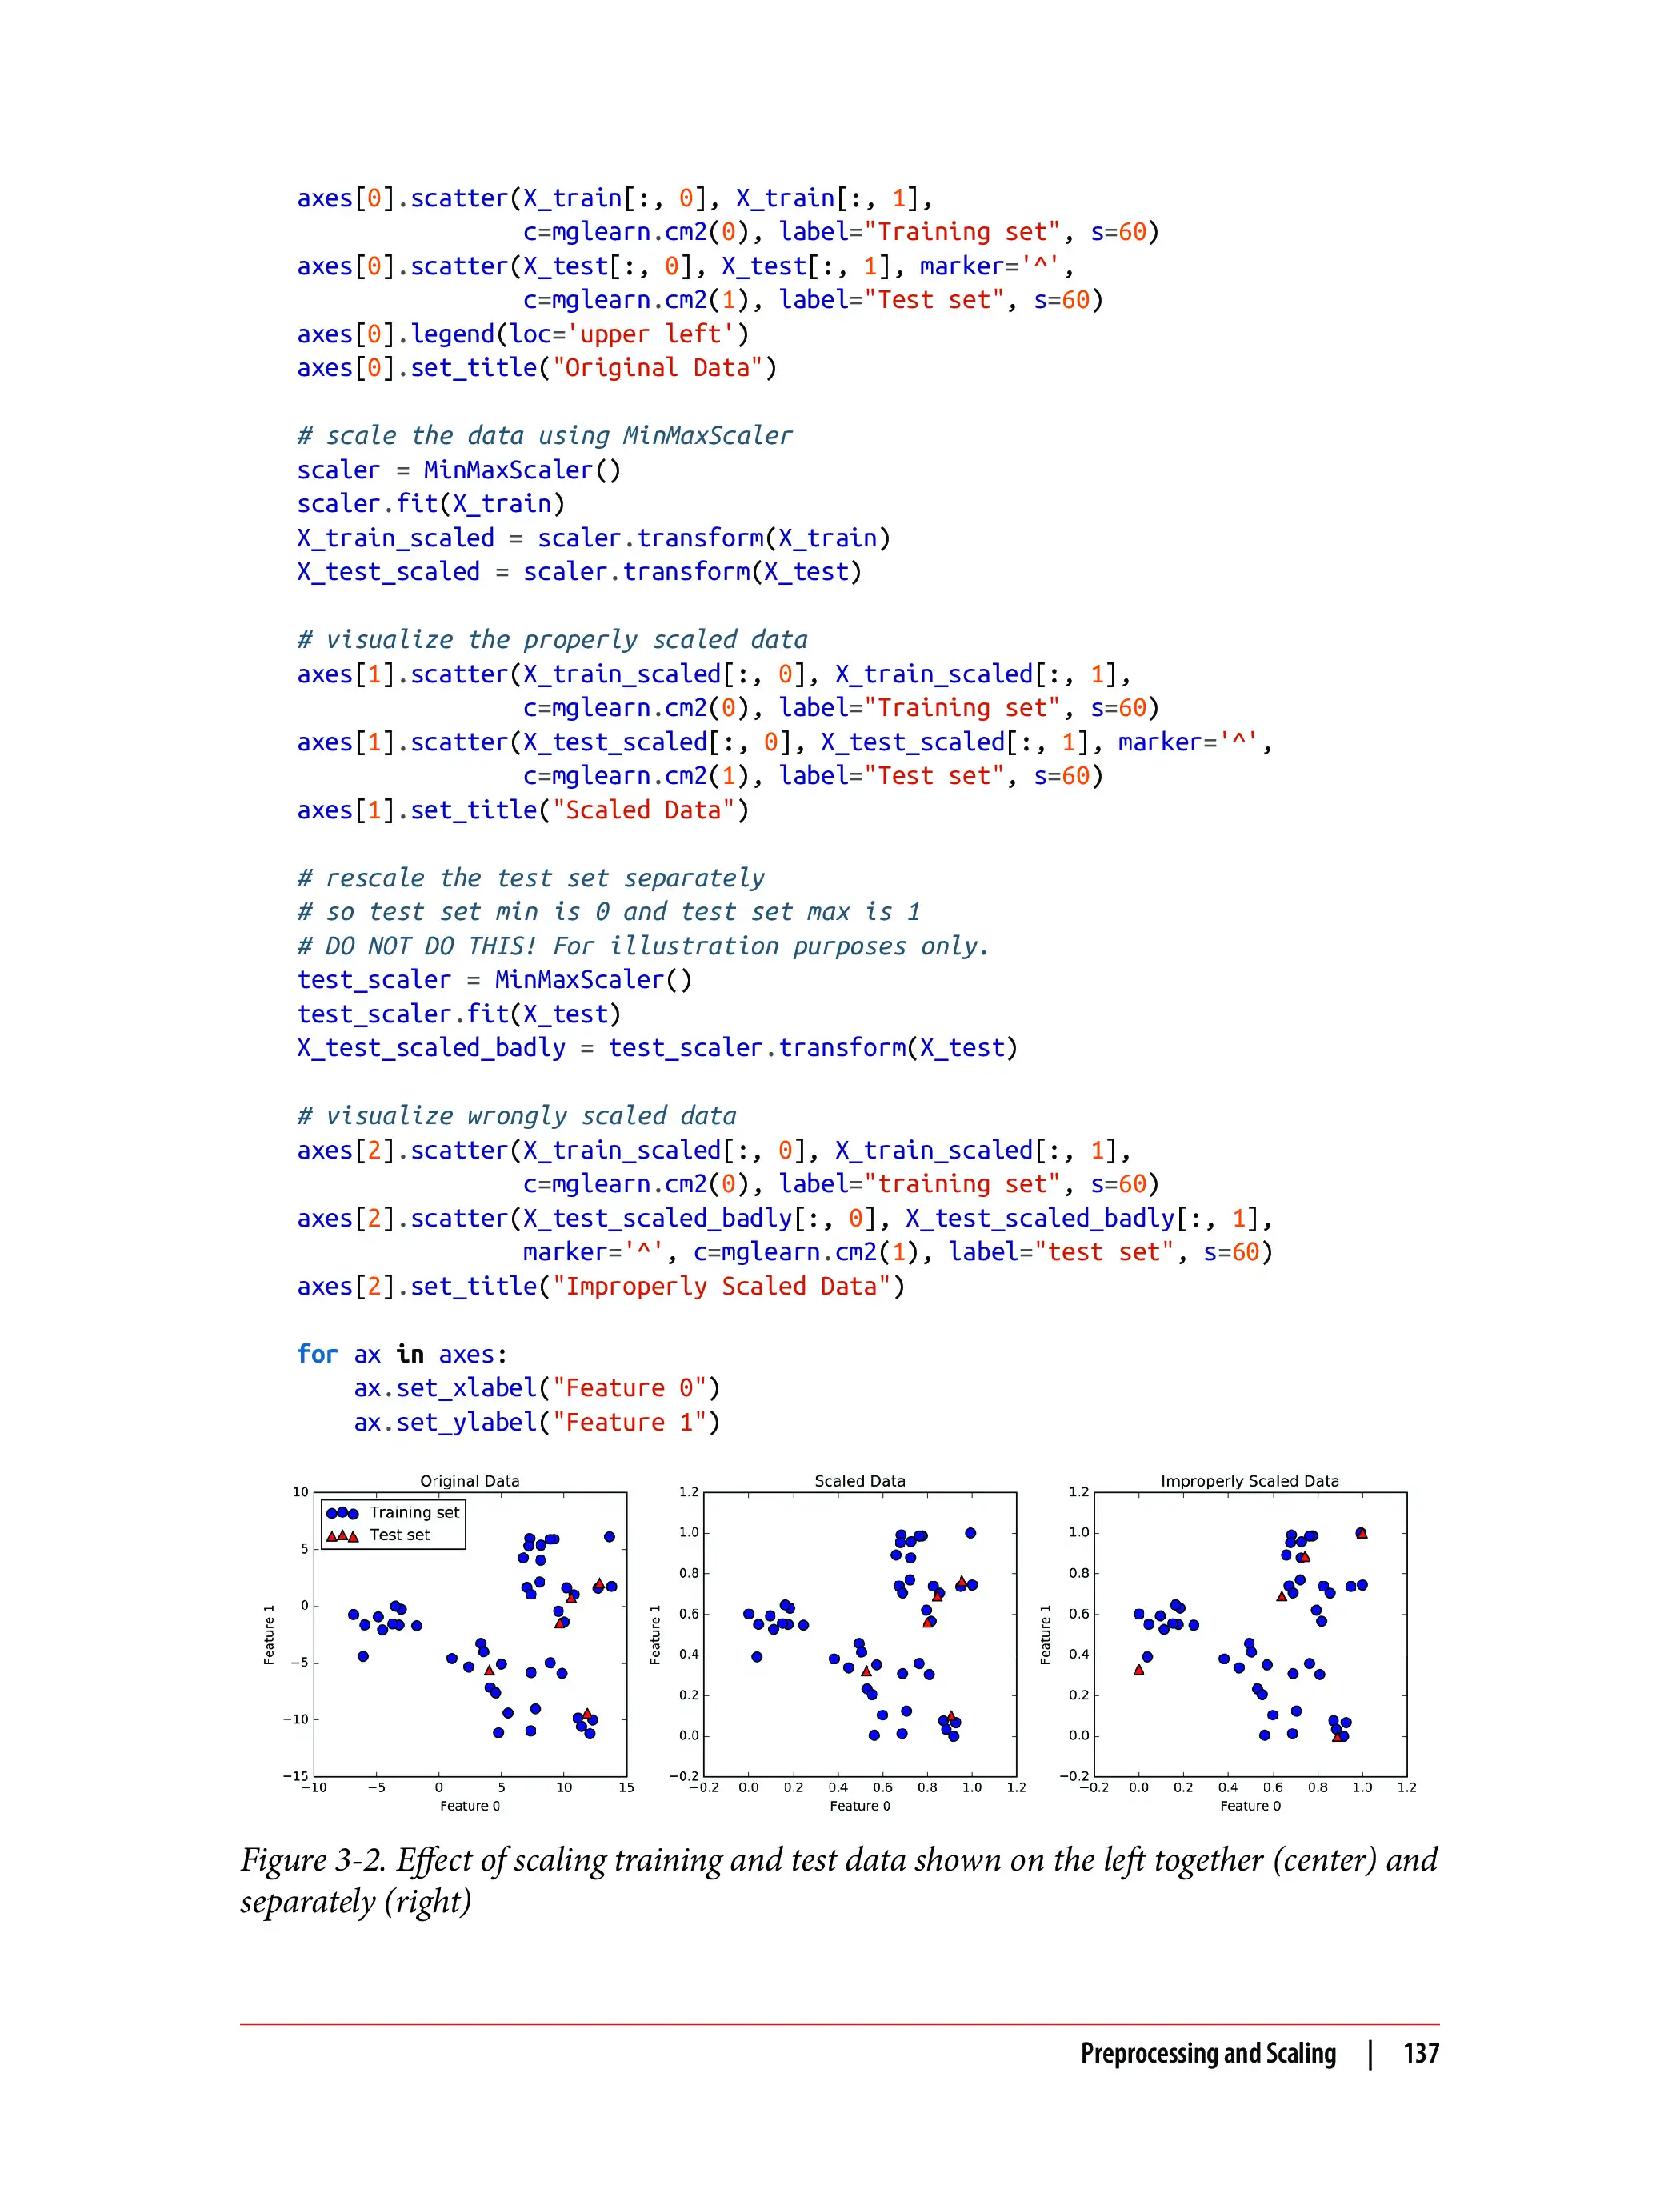 axes[0].scatter(X_train[:, 0], X_train[:, 1],
                c=mglearn.cm2(0), label="Training set", s=60)
axes[0].scatter(X_test[:, 0], X_test[:, 1], marker='^',
                c=mglearn.cm2(1), label="Test set", s=60)
axes[0].legend(loc='upper left')
axes[0].set_title("Original Data")

# scale the data using MinMaxScaler
scaler = MinMaxScaler()
scaler.fit(X_train)
X_train_scaled = scaler.transform(X_train)
X_test_scaled = scaler.transform(X_test)

# visualize the properly scaled data
axes[1].scatter(X_train_scaled[:, 0], X_train_scaled[:, 1],
                c=mglearn.cm2(0), label="Training set", s=60)
axes[1].scatter(X_test_scaled[:, 0], X_test_scaled[:, 1], marker='^',
                c=mglearn.cm2(1), label="Test set", s=60)
axes[1].set_title("Scaled Data")

# rescale the test set separately
# so test set min is 0 and test set max is 1
# DO NOT DO THIS! For illustration purposes only.
test_scaler = MinMaxScaler()
test_scaler.fit(X_test)
X_test_scaled_badly = test_scaler.transform(X_test)

# visualize wrongly scaled data
axes[2].scatter(X_train_scaled[:, 0], X_train_scaled[:, 1],
                c=mglearn.cm2(0), label="training set", s=60)
axes[2].scatter(X_test_scaled_badly[:, 0], X_test_scaled_badly[:, 1],
                marker='^', c=mglearn.cm2(1), label="test set", s=60)
axes[2].set_title("Improperly Scaled Data")

for ax in axes:
    ax.set_xlabel("Feature 0")
    ax.set_ylabel("Feature 1")
Original Data
Training set
Test set
10
5
0
−5
−10
−15
−10 −5 0 5 10 15
Feature 1
Feature 0
Scaled Data
1.2
1.0
0.8
0.6
0.4
0.2
0.0
−0.2
−0.2 0.0 0.2 0.4 0.6 0.8 1.0 1.2
Feature 1
Feature 0
Improperly Scaled Data
1.2
1.0
0.8
0.6
0.4
0.2
0.0
−0.2
−0.2 0.0 0.2 0.4 0.6 0.8 1.0 1.2
Feature 1
Feature 0
Figure 3-2. Effect of scaling training and test data shown on the left together (center) and
separately (right)
Preprocessing and Scaling | 137